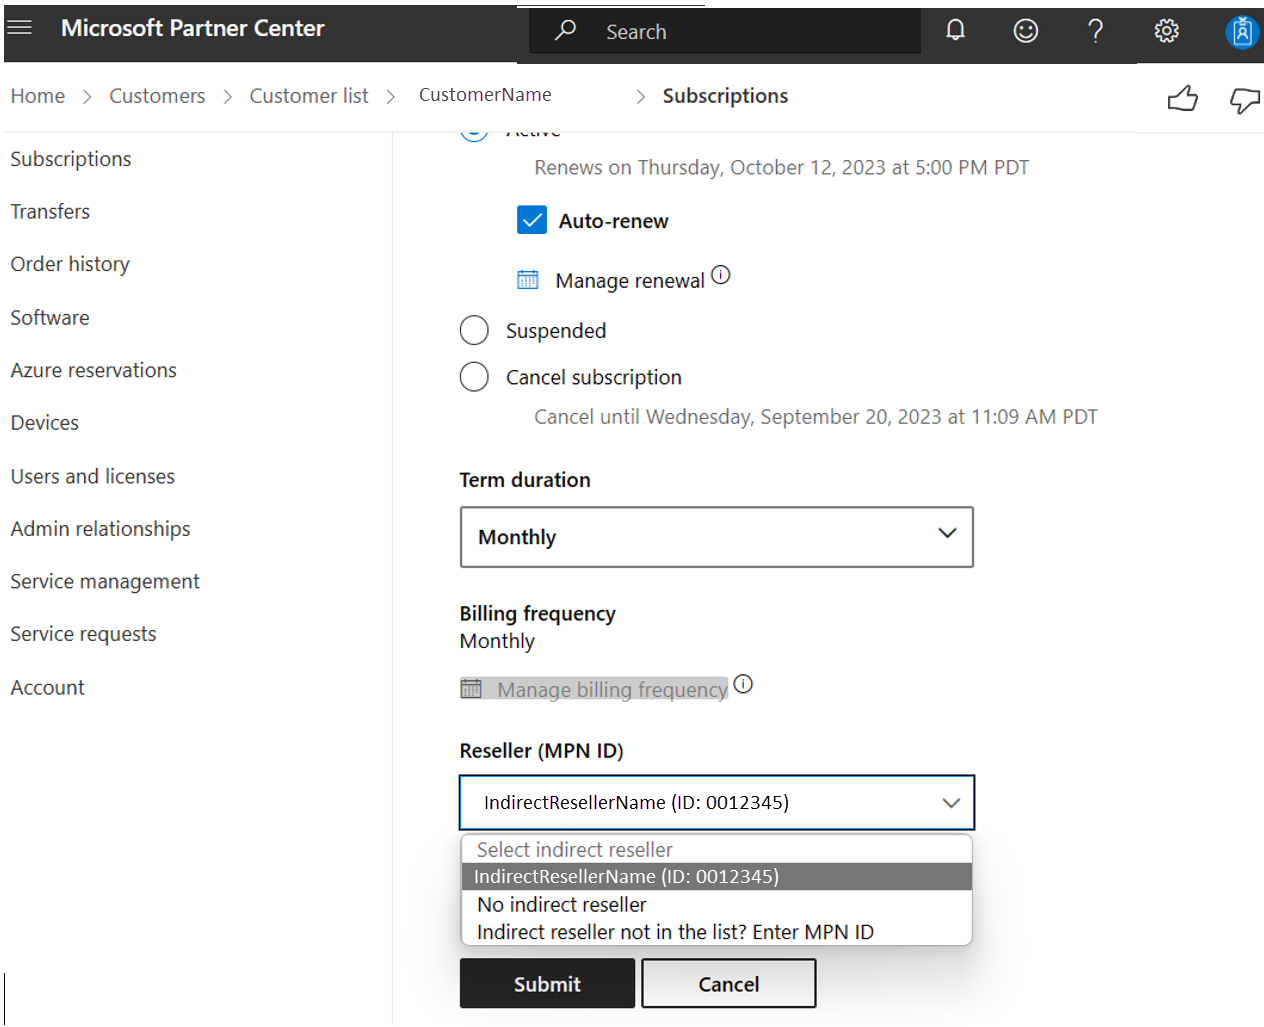 Microsoft Partner Center
Search
Home > Customers > Customer list > CustomerName > Subscriptions
Subscriptions
Transfers
Order history
Software
Azure reservations
Devices
Users and licenses
Admin relationships
Service management
Service requests
Account
Active
Renews on Thursday, October 12, 2023 at 5:00 PM PDT
Auto-renew
Manage renewal
Suspended
Cancel subscription
Cancel until Wednesday, September 20, 2023 at 11:09 AM PDT
Term duration
Monthly
Billing frequency
Monthly
Manage billing frequency
Reseller (MPN ID)
IndirectResellerName (ID: 0012345)
Select indirect reseller
IndirectResellerName (ID: 0012345)
No indirect reseller
Indirect reseller not in the list? Enter MPN ID
Submit
Cancel